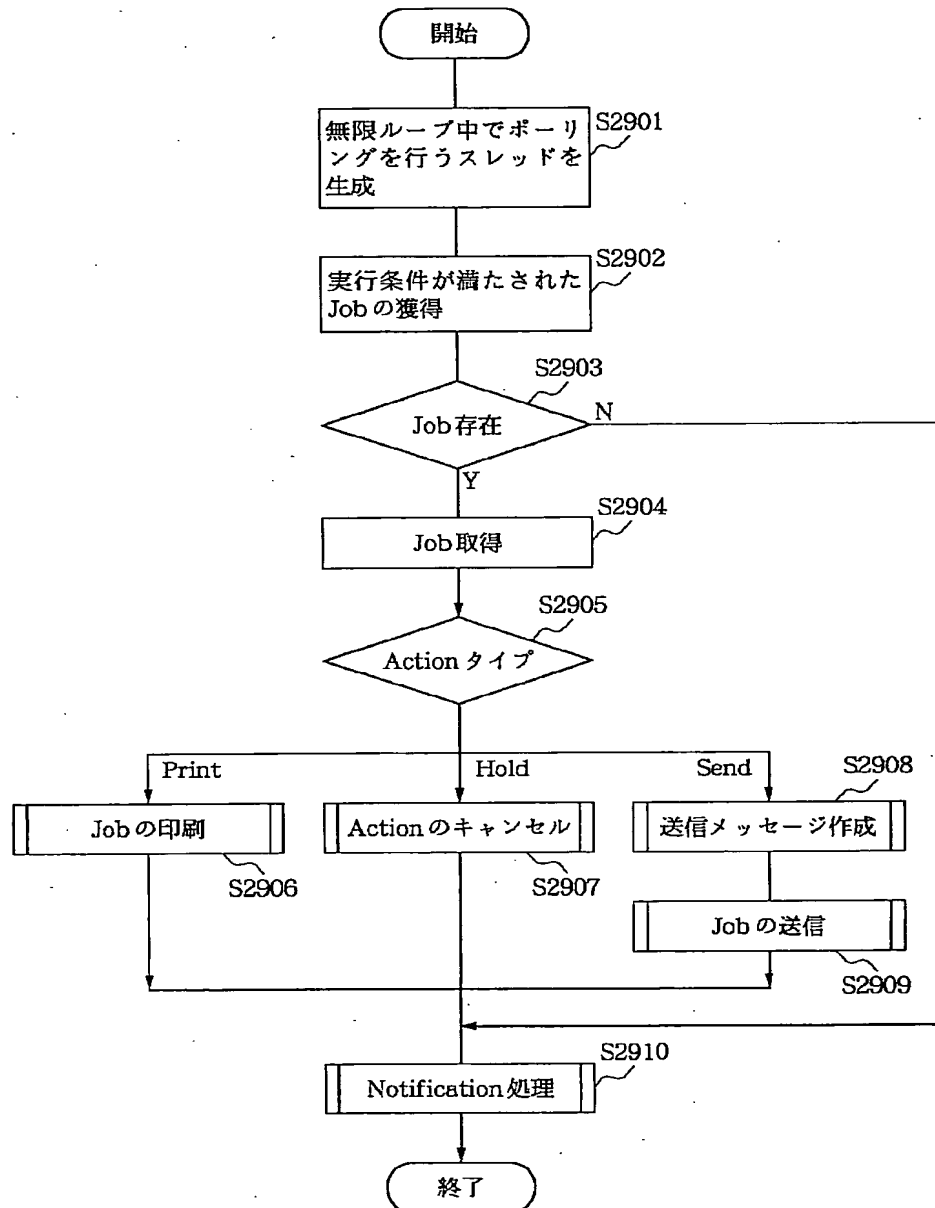 開始
無限ループ中でポーリ
ングを行うスレッドを
生成
S2901
実行条件が満たされた
Jobの獲得
S2902
S2903
Job存在
N
Y
S2904
Job取得
S2905
Actionタイプ
Print
Hold
Send
S2908
Jobの印刷
Actionのキャンセル
送信メッセージ作成
S2906
S2907
Jobの送信
S2909
S2910
Notification処理
終了